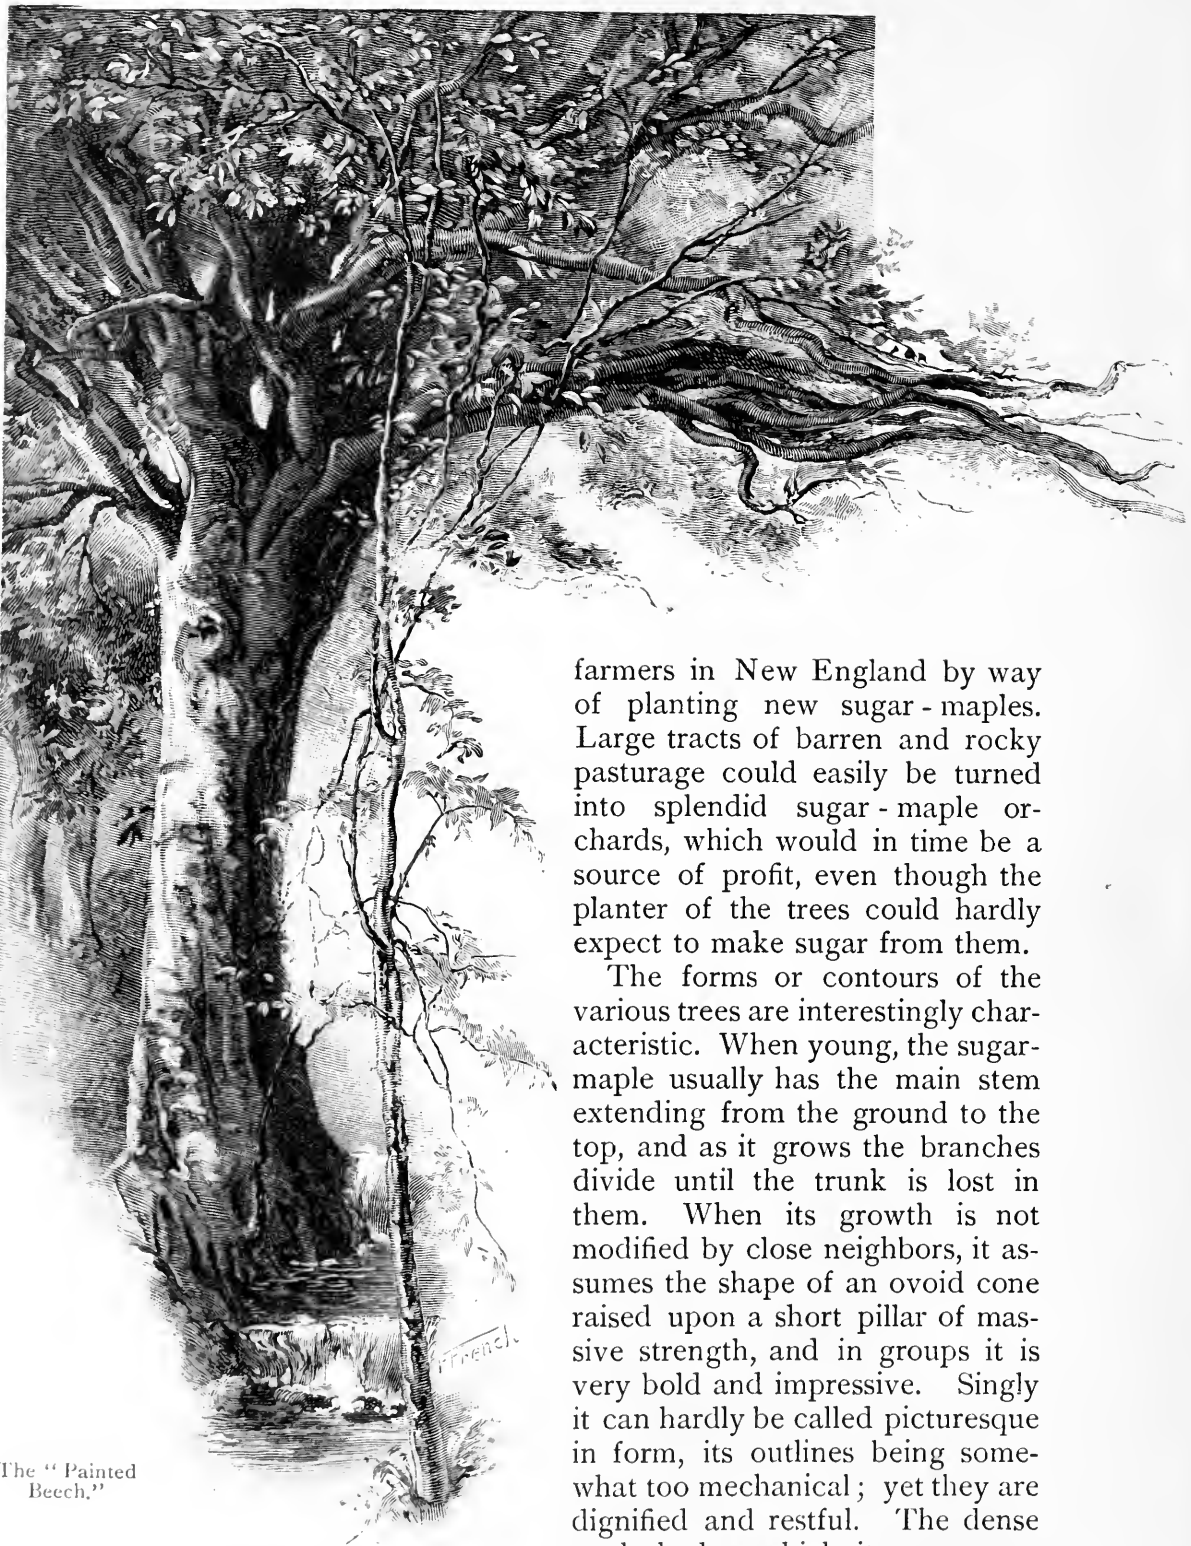 farmers in New England by way
of planting new sugar - maples.
Large tracts of barren and rocky
pasturage could easily be turned
into splendid sugar - maple or-
chards, which would in time be a
source of profit, even though the
planter of the trees could hardly
expect to make sugar from them.
The forms or contours of the
various trees are interestingly char-
acteristic. When young, the sugar-
maple usually has the main stem
extending from the ground to the
top, and as it grows the branches
divide until the trunk is lost in
them. When its growth is not
modified by close neighbors, it as-
sumes the shape of an ovoid cone
raised upon a short pillar of mas-
sive strength, and in groups it is
very bold and impressive. Singly
it can hardly be called picturesque
in form, its outlines being some-
what too mechanical; yet they are
dignified and restful. The dense
French
The “ Painted
Beech.”